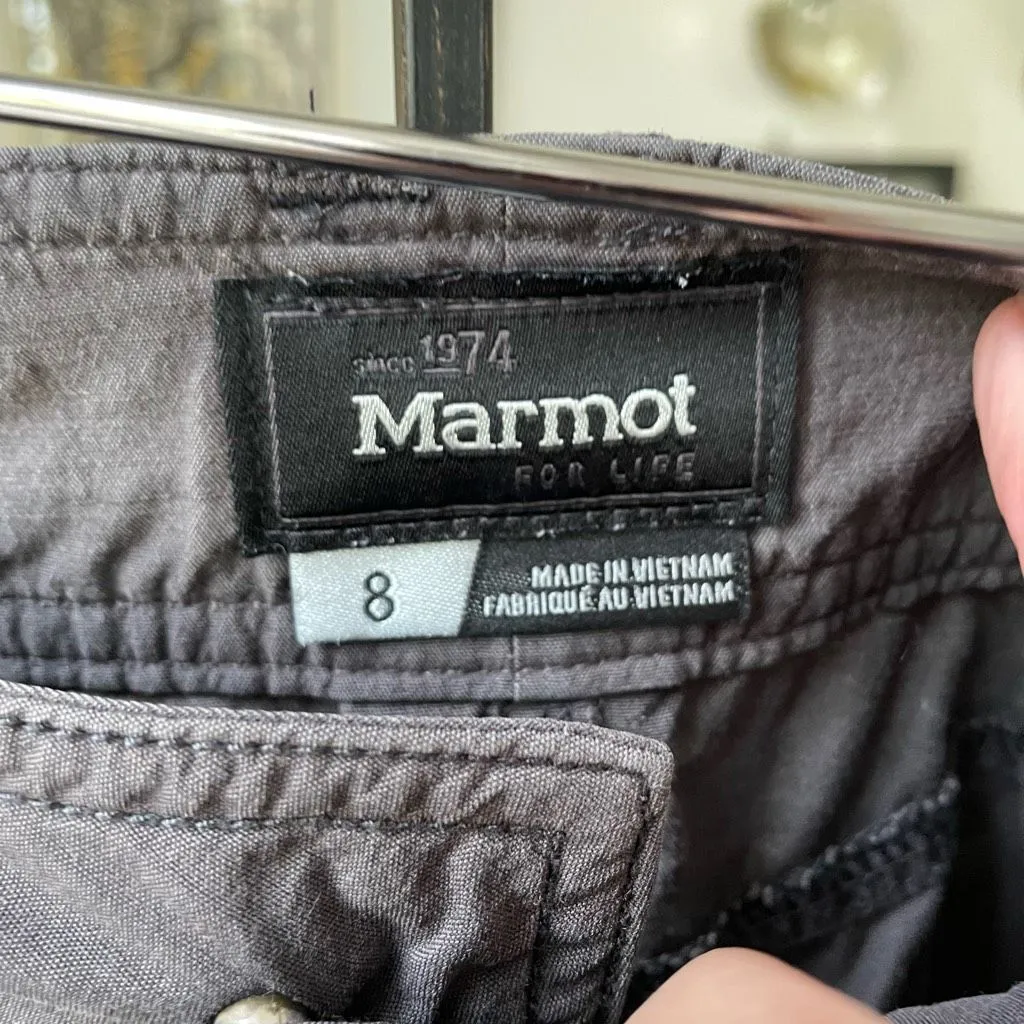 since 1974
Marmot
FOR LIFE
8
MADE IN VIETNAM
FABRIQUÉ AU VIETNAM